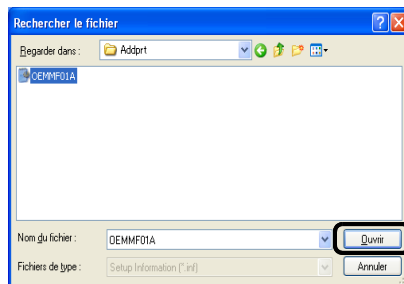 Rechercher le fichier
Regarder dans : Addprt
OEMMF01A
Nom du fichier : OEMMF01A Ouvrir
Fichiers de type : Setup Information (*.inf) Annuler